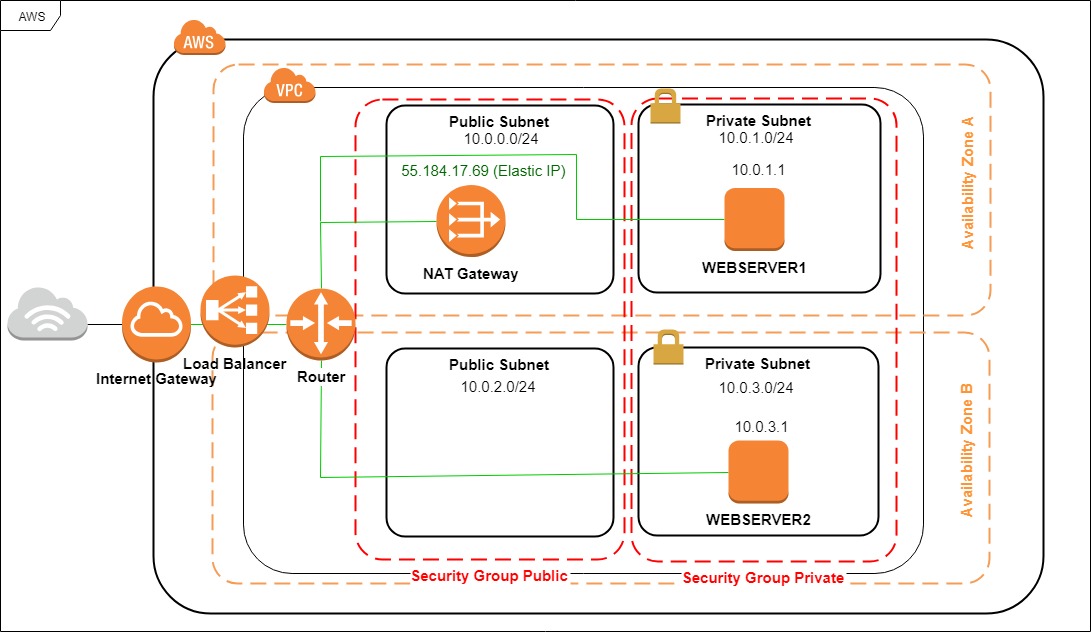 AWS
AWS
VPC
Public Subnet
10.0.0.0/24
55.184.17.69 (Elastic IP)
NAT Gateway
Private Subnet
10.0.1.0/24
10.0.1.1
WEBSERVER1
Availability Zone A
Internet Gateway
Load Balancer
Router
Public Subnet
10.0.2.0/24
Private Subnet
10.0.3.0/24
10.0.3.1
WEBSERVER2
Availability Zone B
Security Group Public
Security Group Private